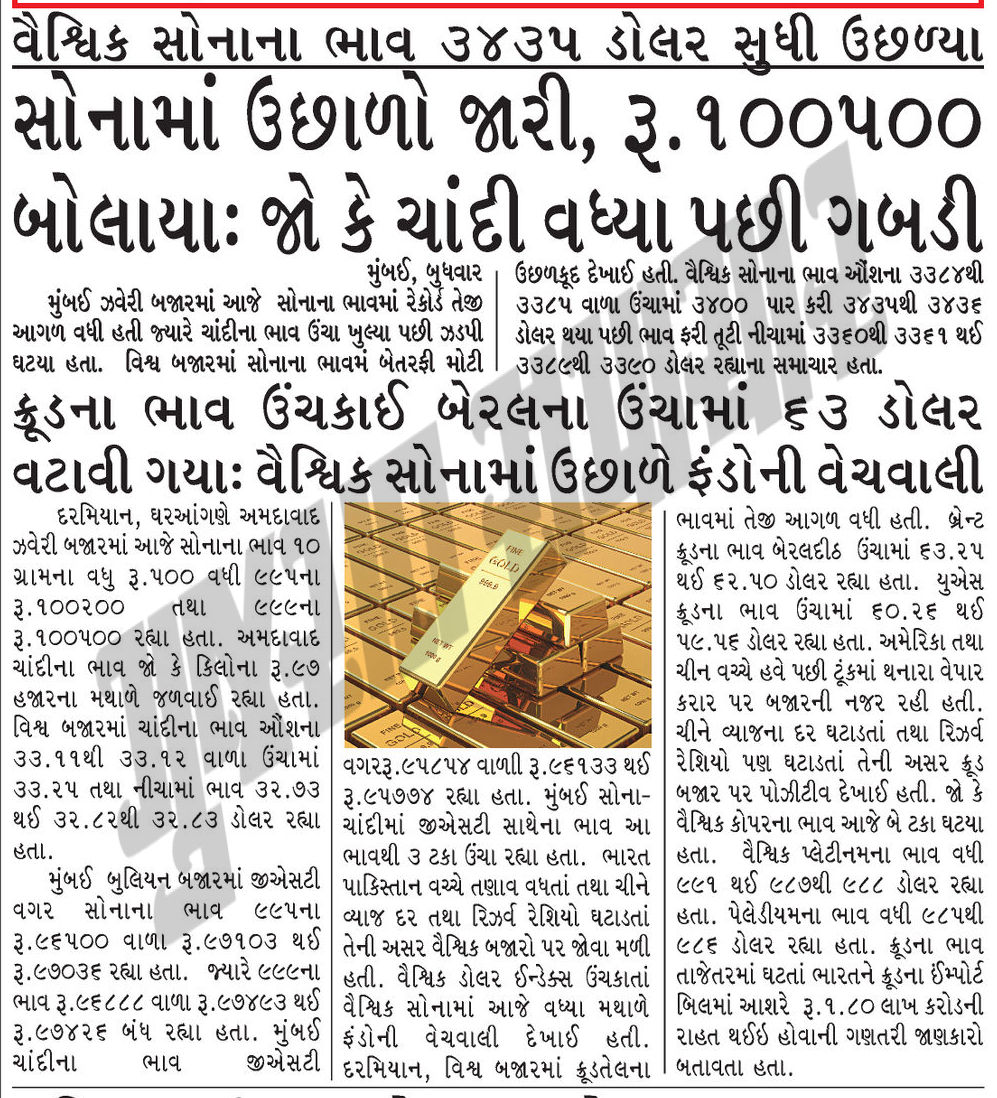 વૈશ્વિક સોનાના ભાવ ૩૪૩૫ ડોલર સુધી ઉછળ્યા
સોનામાં ઉછાળો જારી, રૂ.૧૦૦૫૦૦
બોલાયાઃ જો કે ચાંદી વધ્યા પછી ગબડી
મુંબઈ, બુધવાર
મુંબઈ ઝવેરી બજારમાં આજે સોનાના ભાવમાં રેકોર્ડ તેજી
આગળ વધી હતી જ્યારે ચાંદીના ભાવ ઉંચા ખુલ્યા પછી ઝડપી
ઘટયા હતા. વિશ્વ બજારમાં સોનાના ભાવમં બેતરફી મોટી
ઉછળકૂદ દેખાઈ હતી. વૈશ્વિક સોનાના ભાવ ઔંશના ૩૩૮૪થી
૩૩૮૫ વાળા ઉંચામાં ૩૪૦૦ પાર કરી ૩૪૩૫થી ૩૪૩૬
ડોલર થયા પછી ભાવ ફરી તૂટી નીચામાં ૩૩૬૦થી ૩૩૬૧ થઈ
૩૩૮૯થી ૩૩૯૦ ડોલર રહ્યાના સમાચાર હતા.
ક્રૂડના ભાવ ઉંચકાઈ બેરલના ઉંચામાં ૬૩ ડોલર
વટાવી ગયાઃ વૈશ્વિક સોનામાં ઉછાળે ફંડોની વેચવાલી
દરમિયાન, ઘરઆંગણે અમદાવાદ
ઝવેરી બજારમાં આજે સોનાના ભાવ ૧૦
ગ્રામના વધુ રૂ.૫૦૦ વધી ૯૯૫ના
રૂ.૧૦૦૨૦૦ તથા ૯૯૯ના
રૂ.૧૦૦૫૦૦ રહ્યા હતા. અમદાવાદ
ચાંદીના ભાવ જો કે કિલોના રૂ.૯૭
હજારના મથાળે જળવાઈ રહ્યા હતા.
વિશ્વ બજારમાં ચાંદીના ભાવ ઔંશના
૩૩.૧૧થી ૩૩.૧૨ વાળા ઉંચામાં
૩૩.૨૫ તથા નીચામાં ભાવ ૩૨.૭૩
થઈ ૩૨.૮૨થી ૩૨.૮૩ ડોલર રહ્યા
હતા.
મુંબઈ બુલિયન બજારમાં જીએસટી
વગર સોનાના ભાવ ૯૯૫ના
રૂ.૯૬૫૦૦ વાળા રૂ.૯૭૧૦૩ થઈ
રૂ.૯૭૦૩૬ રહ્યા હતા. જ્યારે ૯૯૯ના
ભાવ રૂ.૯૬૮૮૮ વાળા રૂ.૯૭૪૯૩ થઈ
રૂ.૯૭૪૨૬ બંધ રહ્યા હતા. મુંબઈ
ચાંદીના ભાવ જીએસટી
FINE
GOLD
999.9
NET WT
1000 g
વગરરૂ.૯૫૮૫૪ વાળાી રૂ.૯૬૧૩૩ થઈ
રૂ.૯૫૭૭૪ રહ્યા હતા. મુંબઈ સોના-
ચાંદીમાં જીએસટી સાથેના ભાવ આ
ભાવથી ૩ ટકા ઉંચા રહ્યા હતા. ભારત
પાકિસ્તાન વચ્ચે તણાવ વધતાં તથા ચીને
વ્યાજ દર તથા રિઝર્વ રેશિયો ઘટાડતાં
તેની અસર વૈશ્વિક બજારો પર જોવા મળી
હતી. વૈશ્વિક ડોલર ઈન્ડેક્સ ઉંચકાતાં
વૈશ્વિક સોનામાં આજે વધ્યા મથાળે
ફંડોની વેચવાલી દેખાઈ હતી.
દરમિયાન, વિશ્વ બજારમાં ક્રૂડતેલના
ભાવમાં તેજી આગળ વધી હતી. બ્રેન્ટ
ક્રૂડના ભાવ બેરલદીઠ ઉંચામાં ૬૩.૨૫
થઈ ૬૨.૫૦ ડોલર રહ્યા હતા. યુએસ
ક્રૂડના ભાવ ઉંચામાં ૬૦.૨૬ થઈ
૫૯.૫૬ ડોલર રહ્યા હતા. અમેરિકા તથા
ચીન વચ્ચે હવે પછી ટૂંકમાં થનારા વેપાર
કરાર પર બજારની નજર રહી હતી.
ચીને વ્યાજના દર ઘટાડતાં તથા રિઝર્વ
રેશિયો પણ ઘટાડતાં તેની અસર ક્રૂડ
બજાર પર પોઝીટીવ દેખાઈ હતી. જો કે
વૈશ્વિક કોપરના ભાવ આજે બે ટકા ઘટયા
હતા. વૈશ્વિક પ્લેટીનમના ભાવ વધી
૯૯૧ થઈ ૯૮૭થી ૯૮૮ ડોલર રહ્યા
હતા. પેલેડીયમના ભાવ વધી ૯૮૫થી
૯૮૬ ડોલર રહ્યા હતા. ક્રૂડના ભાવ
તાજેતરમાં ઘટતાં ભારતને ક્રૂડના ઈમ્પોર્ટ
બિલમાં આશરે રૂ.૧.૮૦ લાખ કરોડની
રાહત થઈઇ હોવાની ગણતરી જાણકારો
બતાવતા હતા.